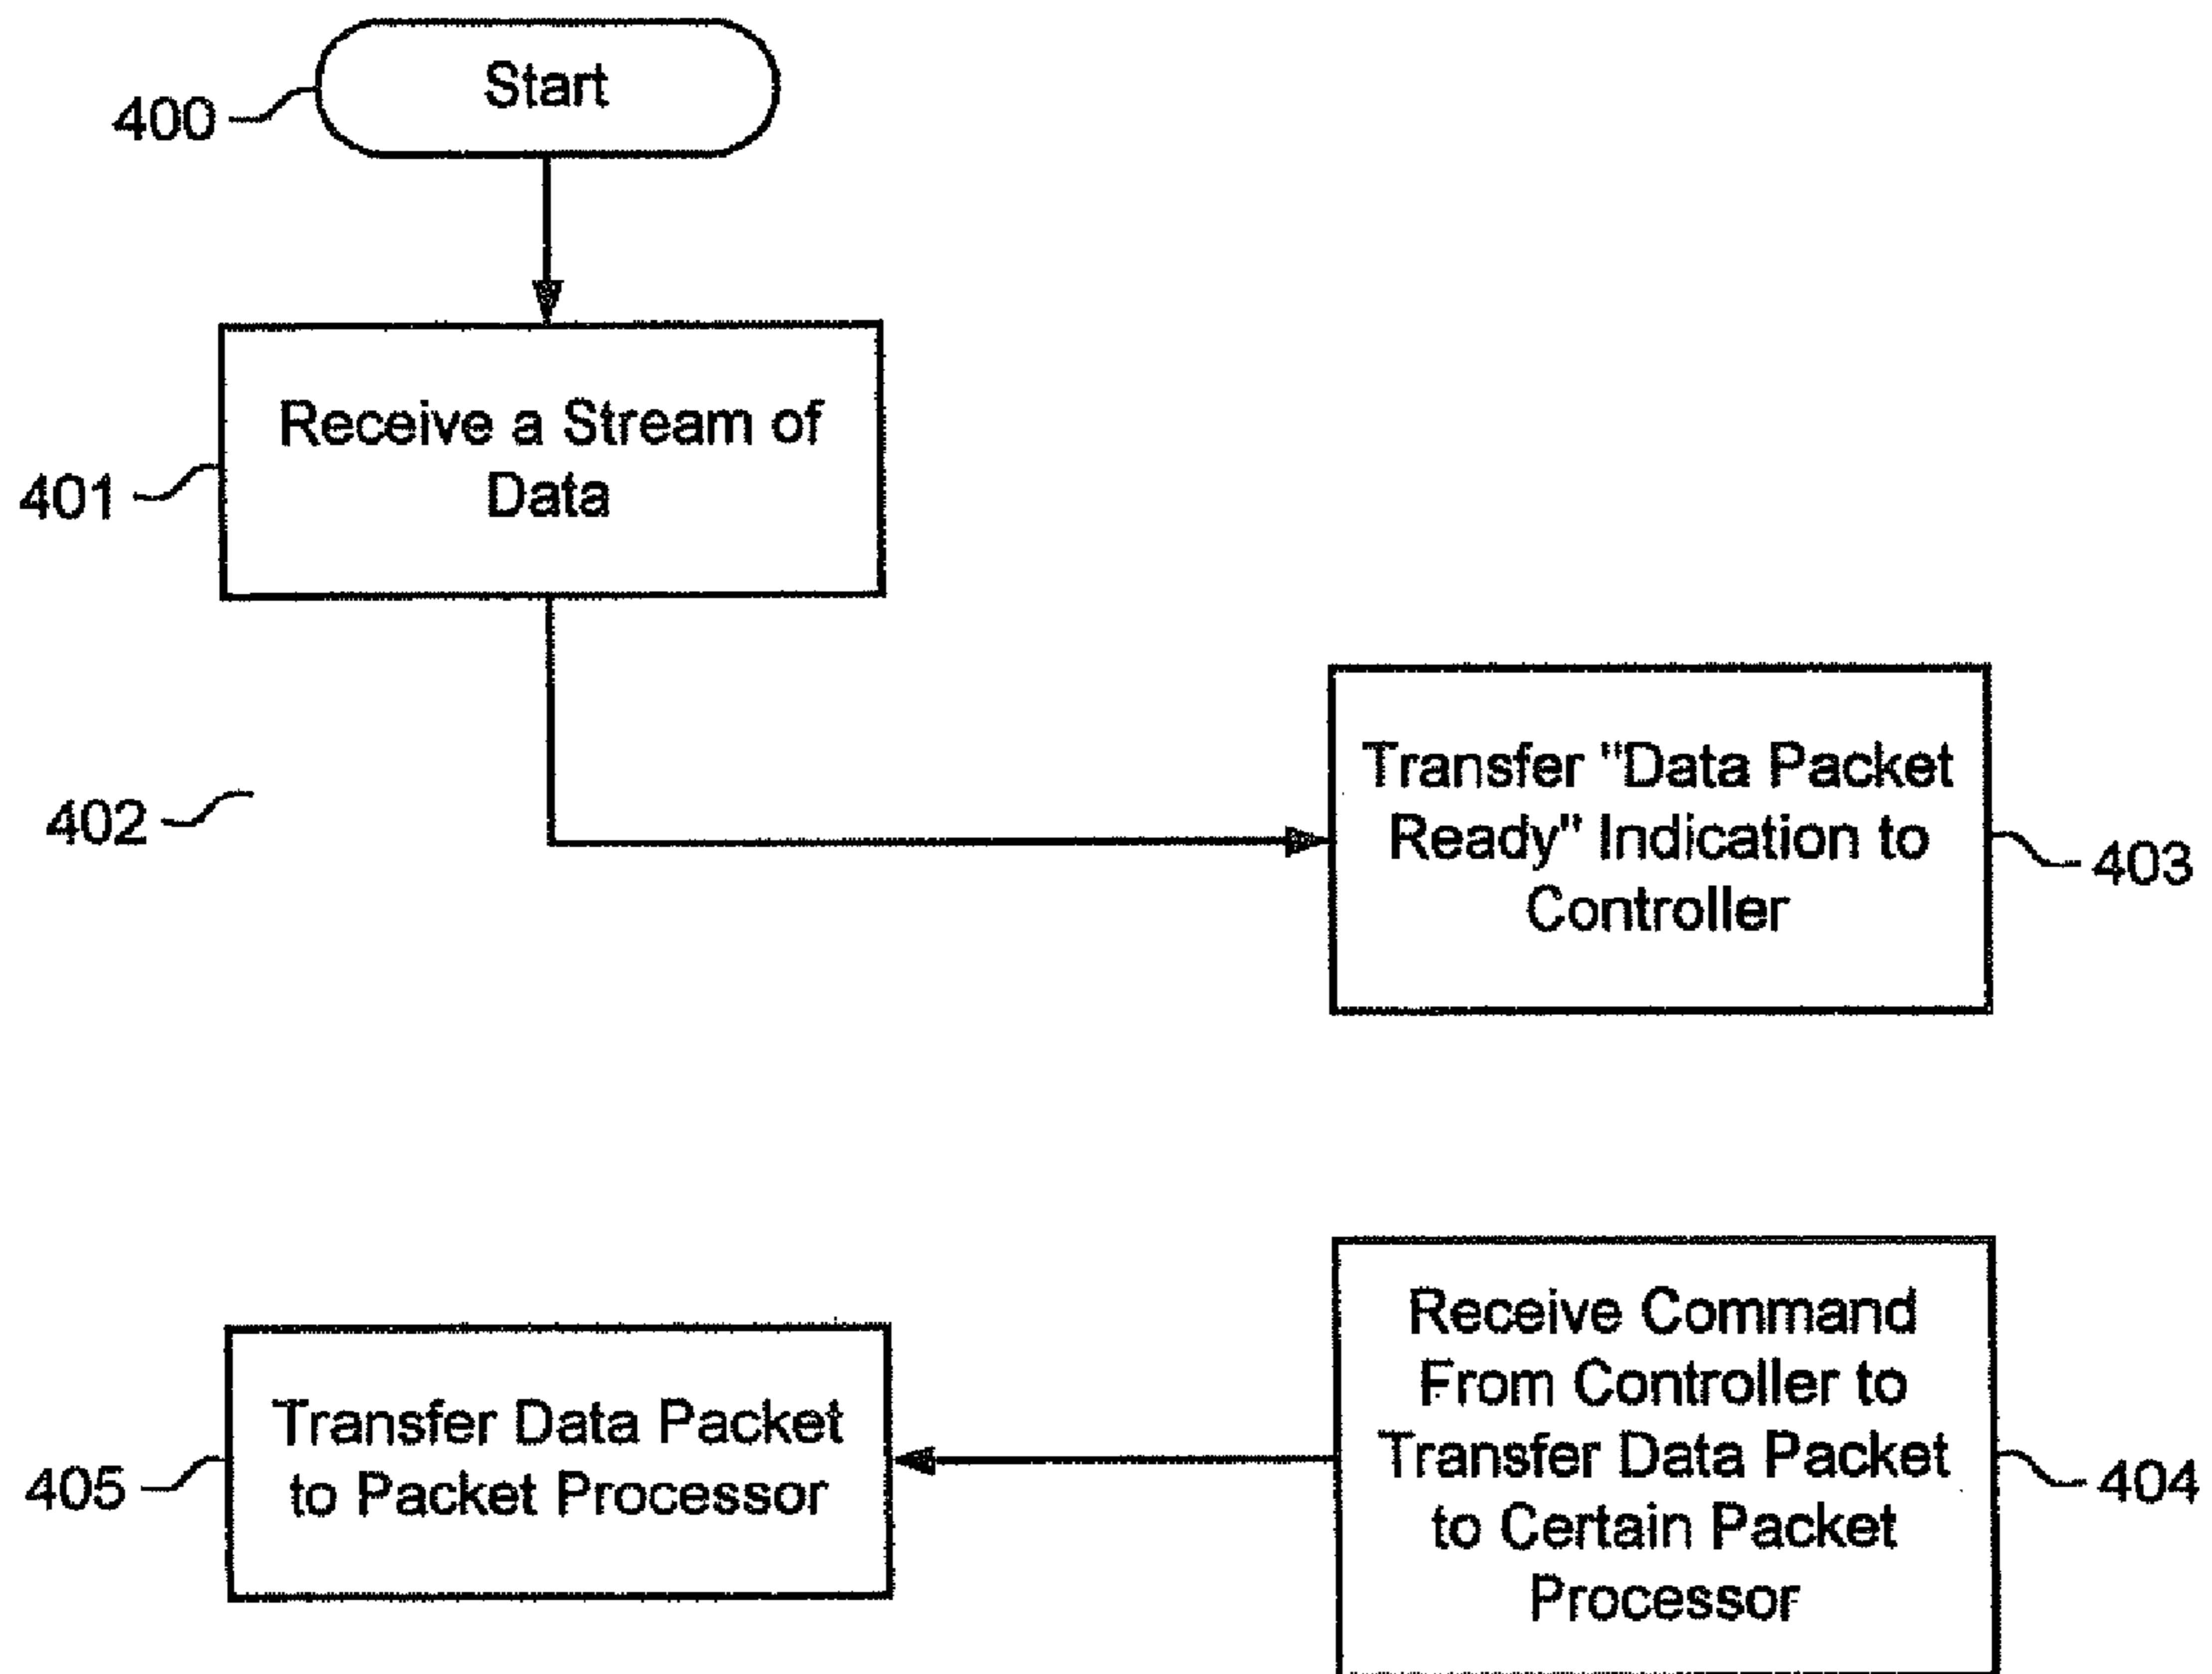 400
Start
401
Receive a Stream of
Data
402
Transfer "Data Packet
Ready" Indication to
Controller
403
405
Transfer Data Packet
to Packet Processor
Receive Command
From Controller to
Transfer Data Packet
to Certain Packet
Processor
404